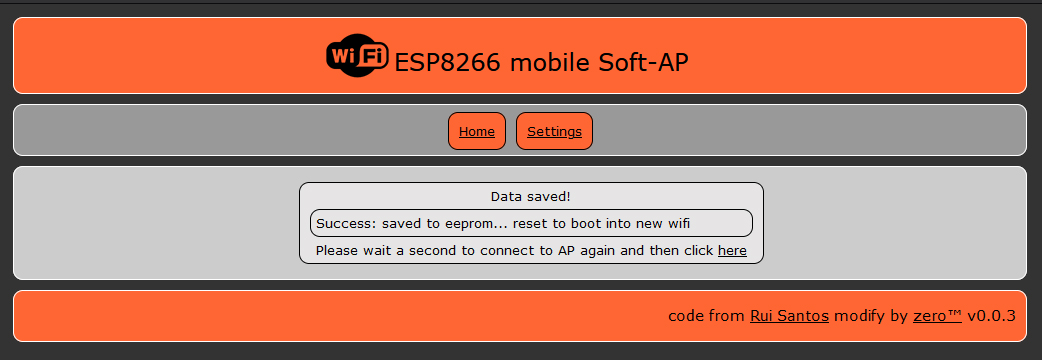 WiFi ESP8266 mobile Soft-AP
Home Settings
Data saved!
Success: saved to eeprom... reset to boot into new wifi
Please wait a second to connect to AP again and then click here
code from Rui Santos modify by zero™ v0.0.3